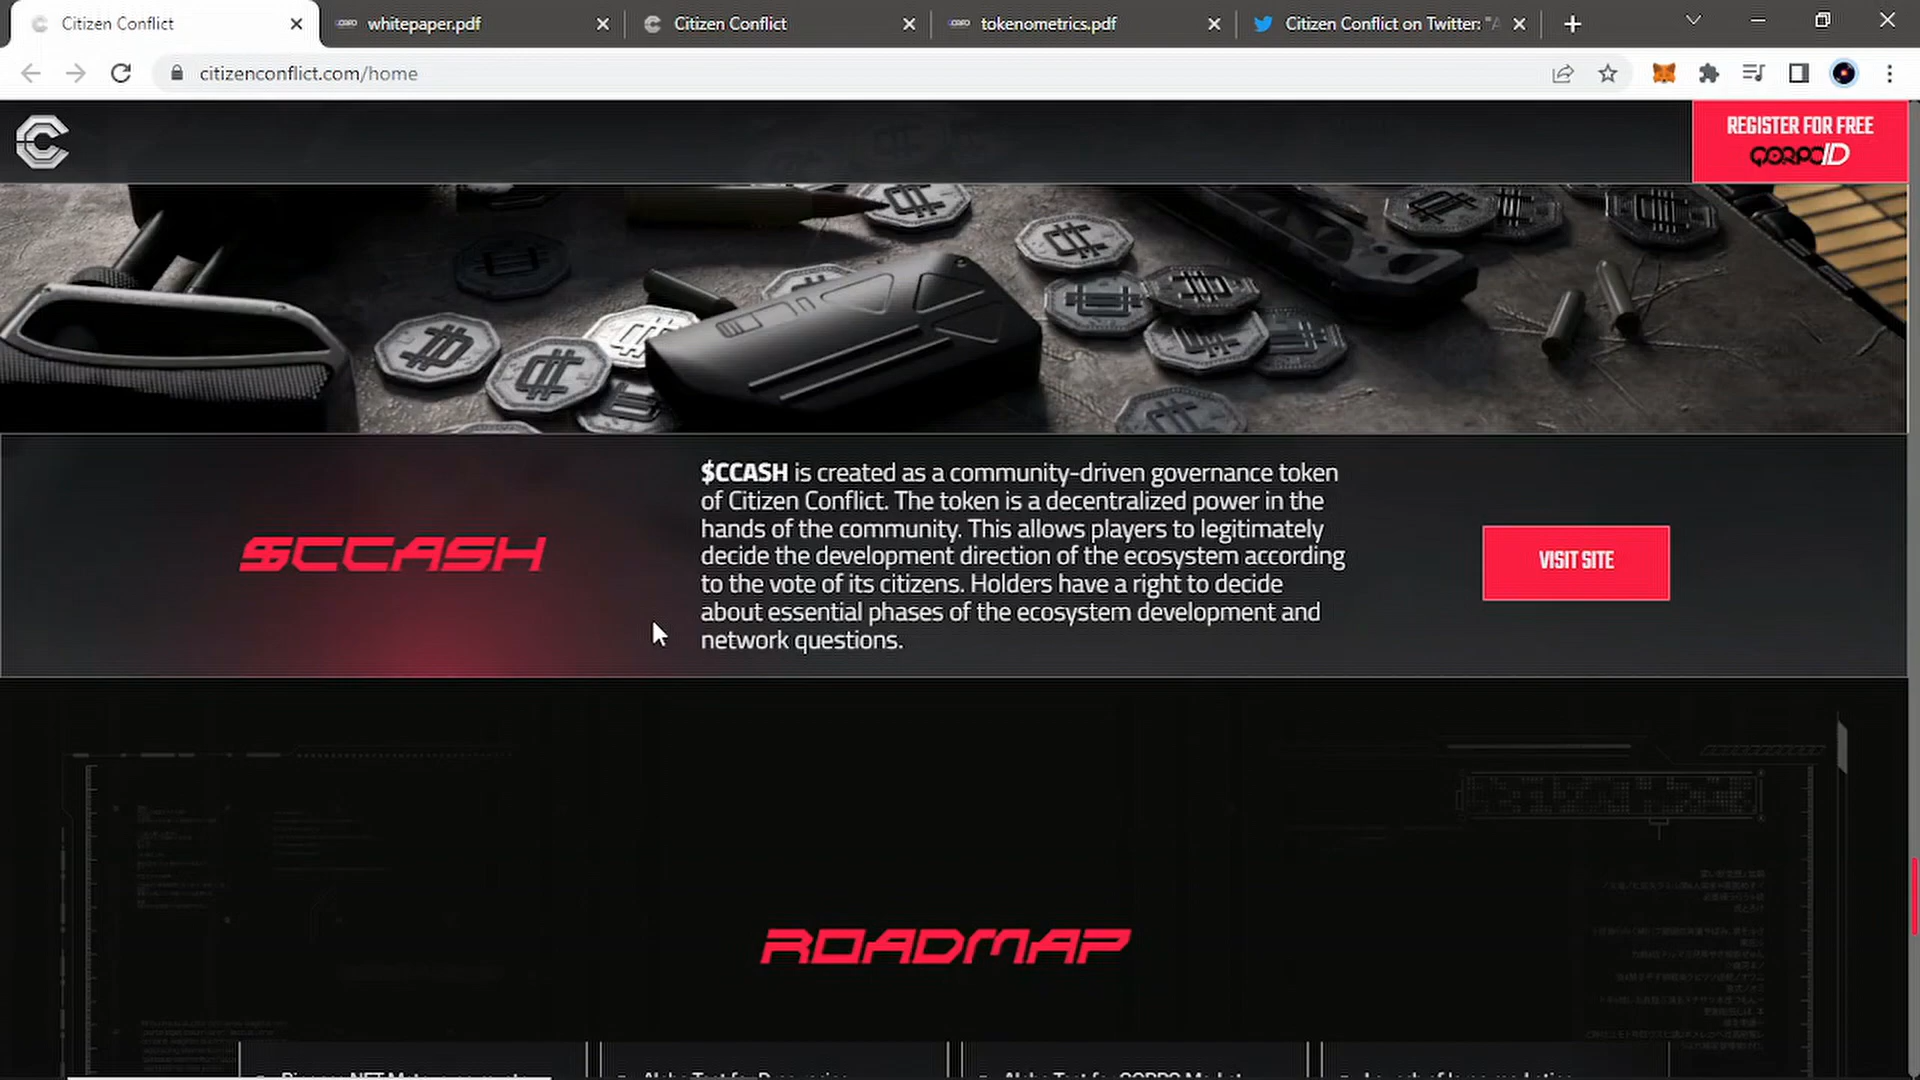 Citizen Conflict
whitepaper.pdf
Citizen Conflict
tokenometrics.pdf
Citizen Conflict on Twitter: "A
citizenconflict.com/home
REGISTER FOR FREE
QORPO ID
$CCASH is created as a community-driven governance token
of Citizen Conflict. The token is a decentralized power in the
hands of the community. This allows players to legitimately
decide the development direction of the ecosystem according
to the vote of its citizens. Holders have a right to decide
about essential phases of the ecosystem development and
network questions.
$CCASH
VISIT SITE
ROADMAP